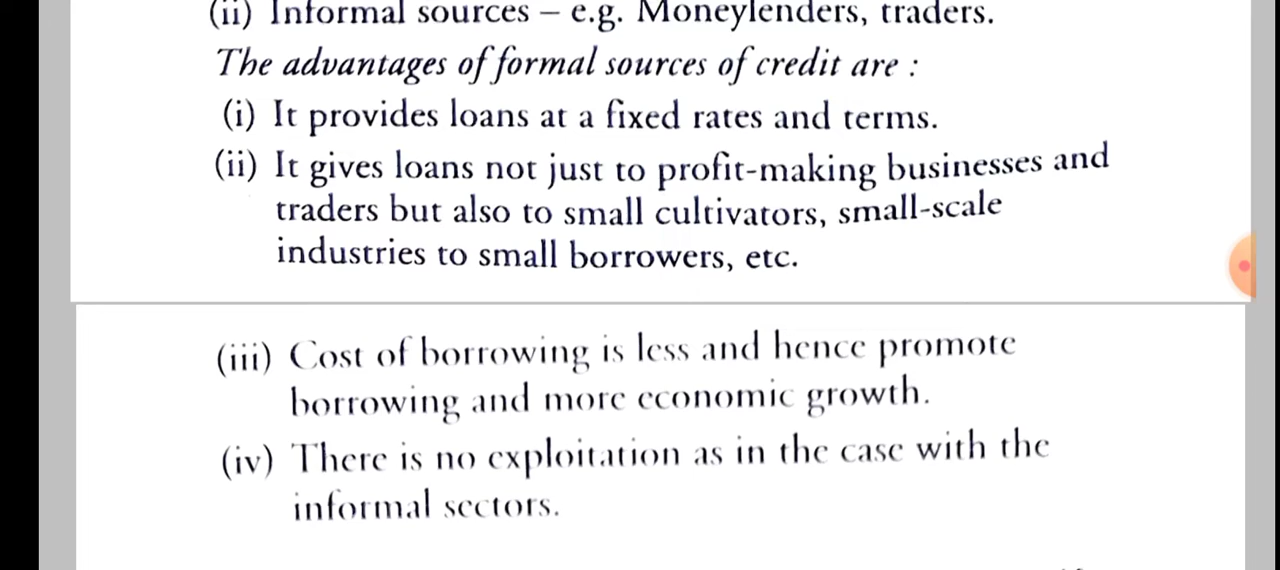 (ii) Informal sources – e.g. Moneylenders, traders.
The advantages of formal sources of credit are :
(i) It provides loans at a fixed rates and terms.
(ii) It gives loans not just to profit-making businesses and
traders but also to small cultivators, small-scale
industries to small borrowers, etc.
(iii) Cost of borrowing is less and hence promote
borrowing and more economic growth.
(iv) There is no exploitation as in the case with the
informal sectors.